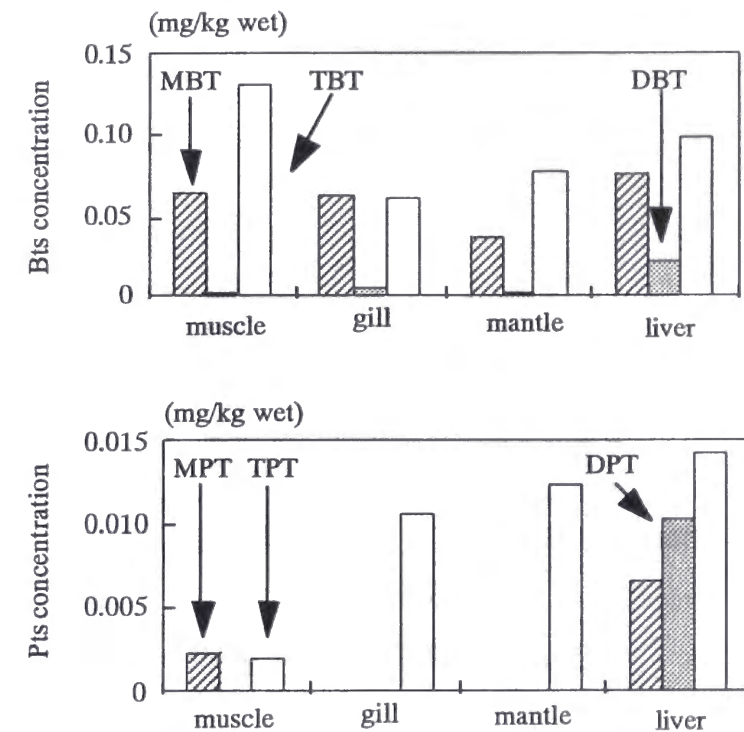 (mg/kg wet)
0.15
MBT TBT DBT
0.10
Bts concentration
0.05
0
muscle gill mantle liver
(mg/kg wet)
0.015
MPT TPT DPT
0.010
Pts concentration
0.005
0
muscle gill mantle liver